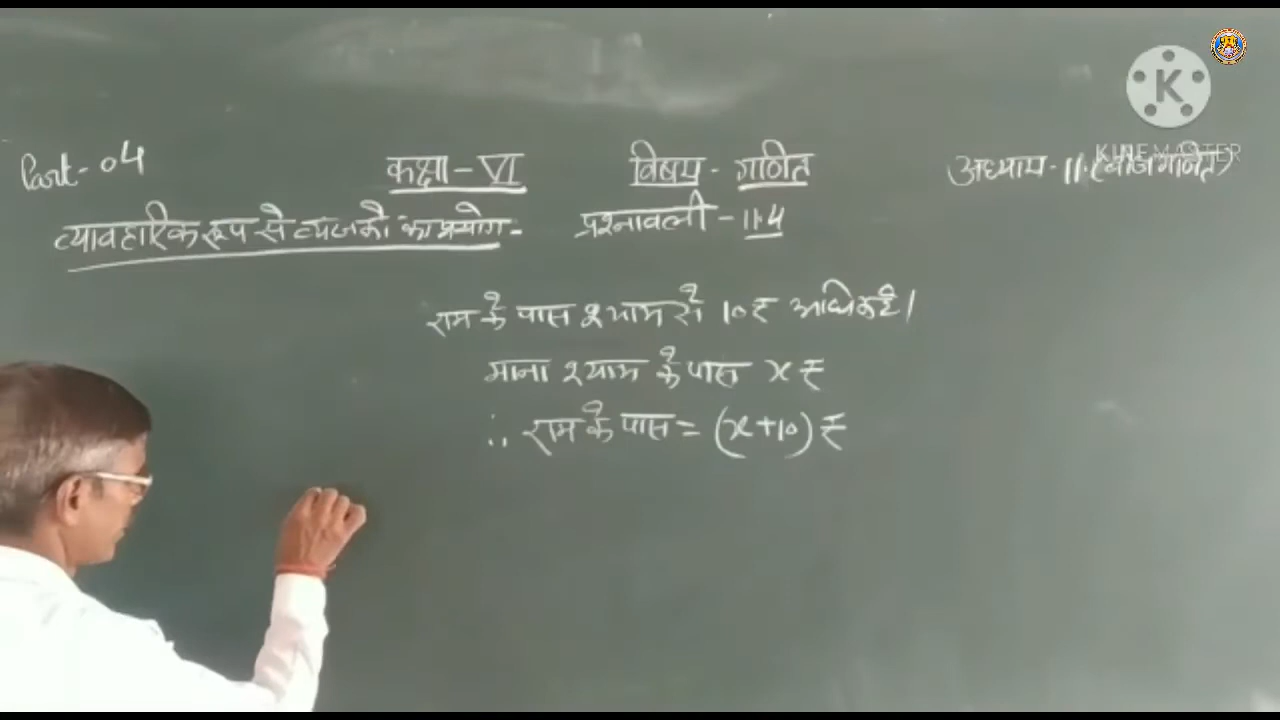 Part-04 कक्षा-VI विषय-गणित अध्याय-11.(बीजगणित)
व्यावहारिक रूप से व्यंजकों का प्रयोग- प्रश्नावली-11.4
राम के पास श्याम से 10₹ अधिक है।
माना श्याम के पास x ₹
∴ राम के पास = (x+10) ₹
K
KINEMASTER